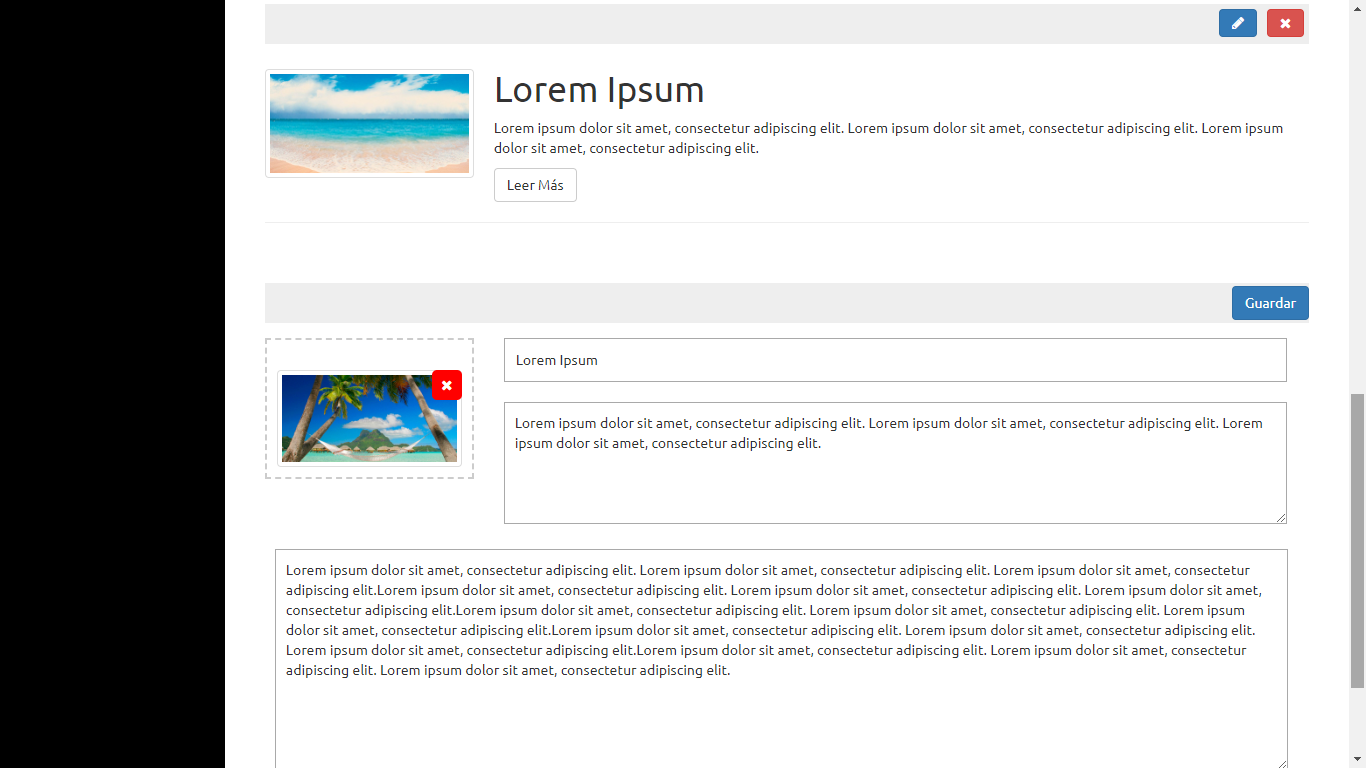 Lorem Ipsum
Lorem ipsum dolor sit amet, consectetur adipiscing elit. Lorem ipsum dolor sit amet, consectetur adipiscing elit. Lorem ipsum
dolor sit amet, consectetur adipiscing elit.
Leer Más
Guardar
Lorem Ipsum
Lorem ipsum dolor sit amet, consectetur adipiscing elit. Lorem ipsum dolor sit amet, consectetur adipiscing elit. Lorem
ipsum dolor sit amet, consectetur adipiscing elit.
Lorem ipsum dolor sit amet, consectetur adipiscing elit. Lorem ipsum dolor sit amet, consectetur adipiscing elit. Lorem ipsum dolor sit amet, consectetur
adipiscing elit.Lorem ipsum dolor sit amet, consectetur adipiscing elit. Lorem ipsum dolor sit amet, consectetur adipiscing elit. Lorem ipsum dolor sit amet,
consectetur adipiscing elit.Lorem ipsum dolor sit amet, consectetur adipiscing elit. Lorem ipsum dolor sit amet, consectetur adipiscing elit. Lorem ipsum
dolor sit amet, consectetur adipiscing elit.Lorem ipsum dolor sit amet, consectetur adipiscing elit. Lorem ipsum dolor sit amet, consectetur adipiscing elit.
Lorem ipsum dolor sit amet, consectetur adipiscing elit.Lorem ipsum dolor sit amet, consectetur adipiscing elit. Lorem ipsum dolor sit amet, consectetur
adipiscing elit. Lorem ipsum dolor sit amet, consectetur adipiscing elit.